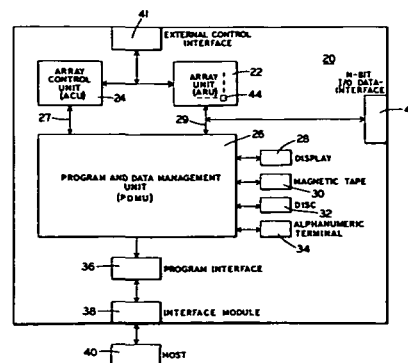 41
EXTERNAL CONTROL
INTERFACE
20
ARRAY
CONTROL
UNIT
(ACU)
24
ARRAY
UNIT
(ARU)
22
44
N-BIT
I/O DATA-
INTERFACE
4
27
29
26
PROGRAM AND DATA MANAGEMENT
UNIT
(PDMU)
28
DISPLAY
MAGNETIC TAPE
30
DISC
32
ALPHANUMERIC
TERMINAL
34
36
PROGRAM INTERFACE
38
INTERFACE MODULE
40
HOST